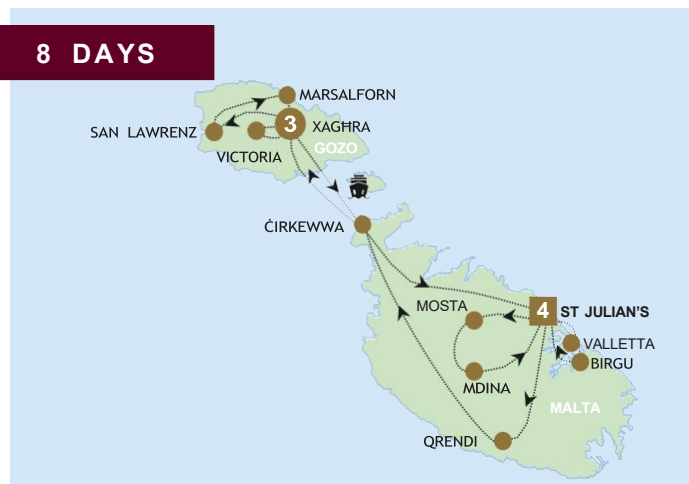 8 DAYS
MARSALFORN
3
XAGHRA
SAN LAWRENZ
GOZO
VICTORIA
ĊIRKEWWA
MOSTA
4
ST JULIAN'S
VALLETTA
BIRGU
MDINA
MALTA
QRENDI